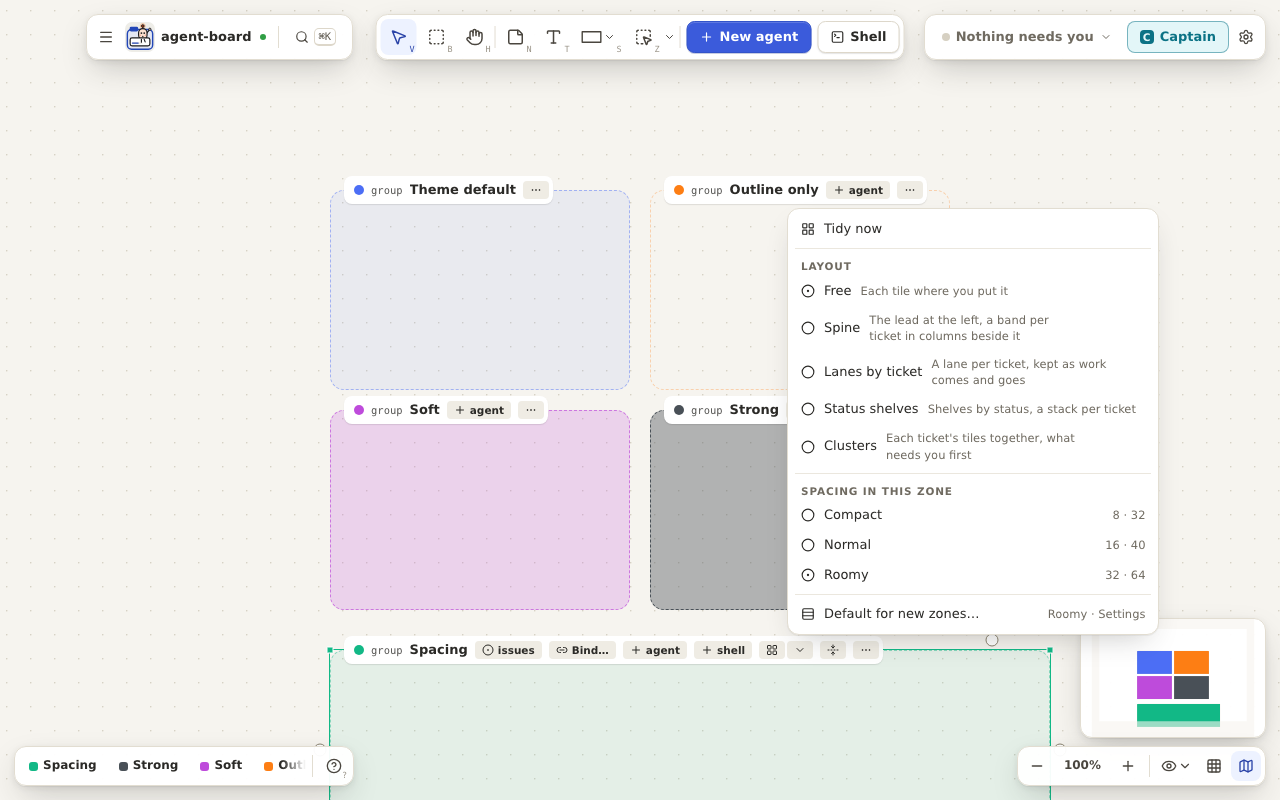 agent-board
⌘K
V
B
H
N
T
S
Z
New agent
Shell
Nothing needs you
C Captain
group Theme default ...
group Outline only + agent ...
Tidy now
LAYOUT
Free Each tile where you put it
Spine The lead at the left, a band per
ticket in columns beside it
Lanes by ticket A lane per ticket, kept as work
comes and goes
Status shelves Shelves by status, a stack per ticket
Clusters Each ticket's tiles together, what
needs you first
group Soft + agent ...
group Strong
SPACING IN THIS ZONE
Compact 8 · 32
Normal 16 · 40
Roomy 32 · 64
Default for new zones... Roomy · Settings
group Spacing issues Bind... + agent + shell ...
Spacing Strong Soft Out
?
100%